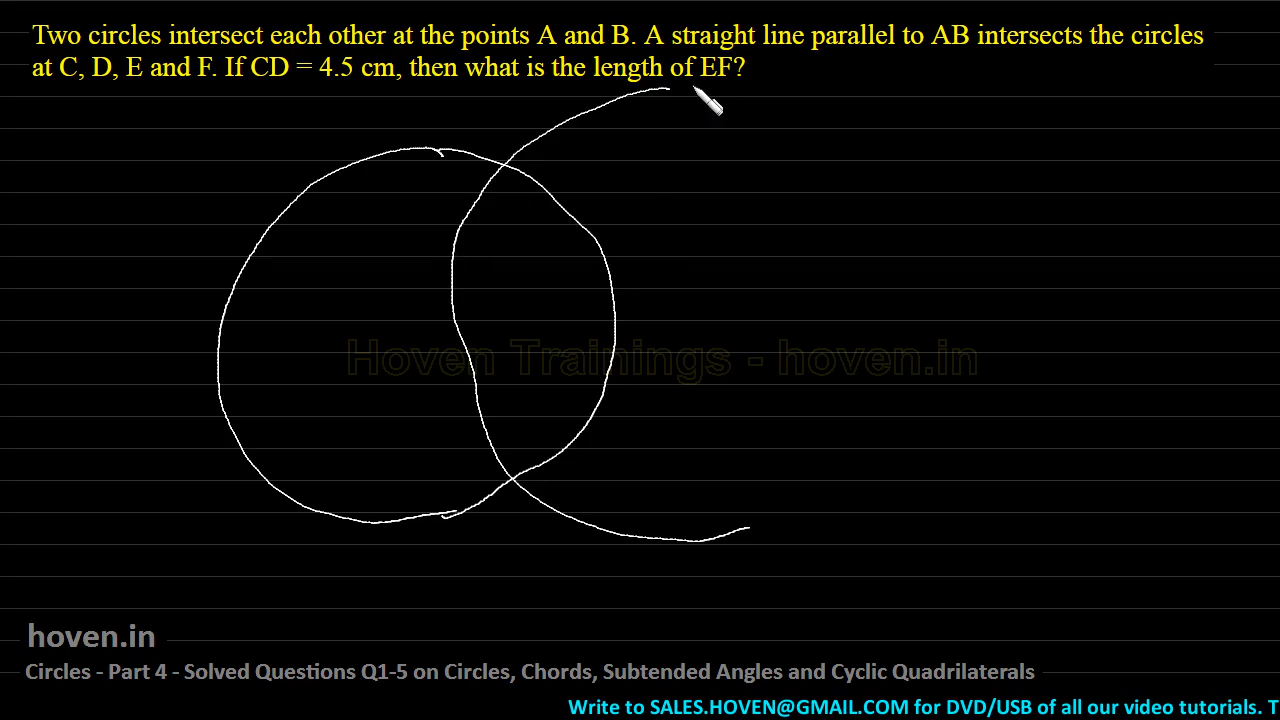 Two circles intersect each other at the points A and B. A straight line parallel to AB intersects the circles
at C, D, E and F. If CD = 4.5 cm, then what is the length of EF?
Hoven Trainings - hoven.in
hoven.in
Circles - Part 4 - Solved Questions Q1-5 on Circles, Chords, Subtended Angles and Cyclic Quadrilaterals
Write to SALES.HOVEN@GMAIL.COM for DVD/USB of all our video tutorials. T